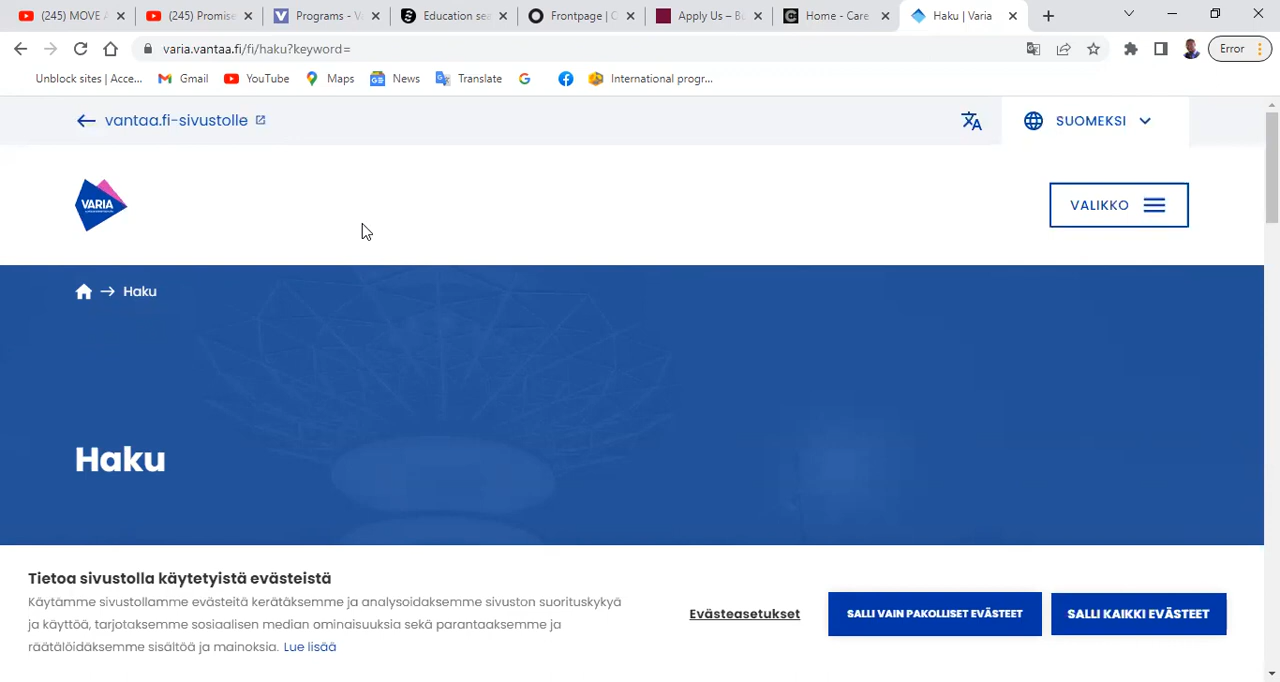 (245) MOVE A
(245) Promise
Programs - V
Education sea
Frontpage | C
Apply Us – Bo
Home - Care
Haku | Varia
varia.vantaa.fi/fi/haku?keyword=
Error
Unblock sites | Acce...
Gmail
YouTube
Maps
News
Translate
International progr...
vantaa.fi-sivustolle
SUOMEKSI
VARIA
VALIKKO
Haku
Haku
Tietoa sivustolla käytetyistä evästeistä
Käytämme sivustollamme evästeitä kerätäksemme ja analysoidaksemme sivuston suorituskykyä
ja käyttöä, tarjotaksemme sosiaalisen median ominaisuuksia sekä parantaaksemme ja
räätälöidäksemme sisältöä ja mainoksia. Lue lisää
Evästeasetukset
SALLI VAIN PAKOLLISET EVÄSTEET
SALLI KAIKKI EVÄSTEET